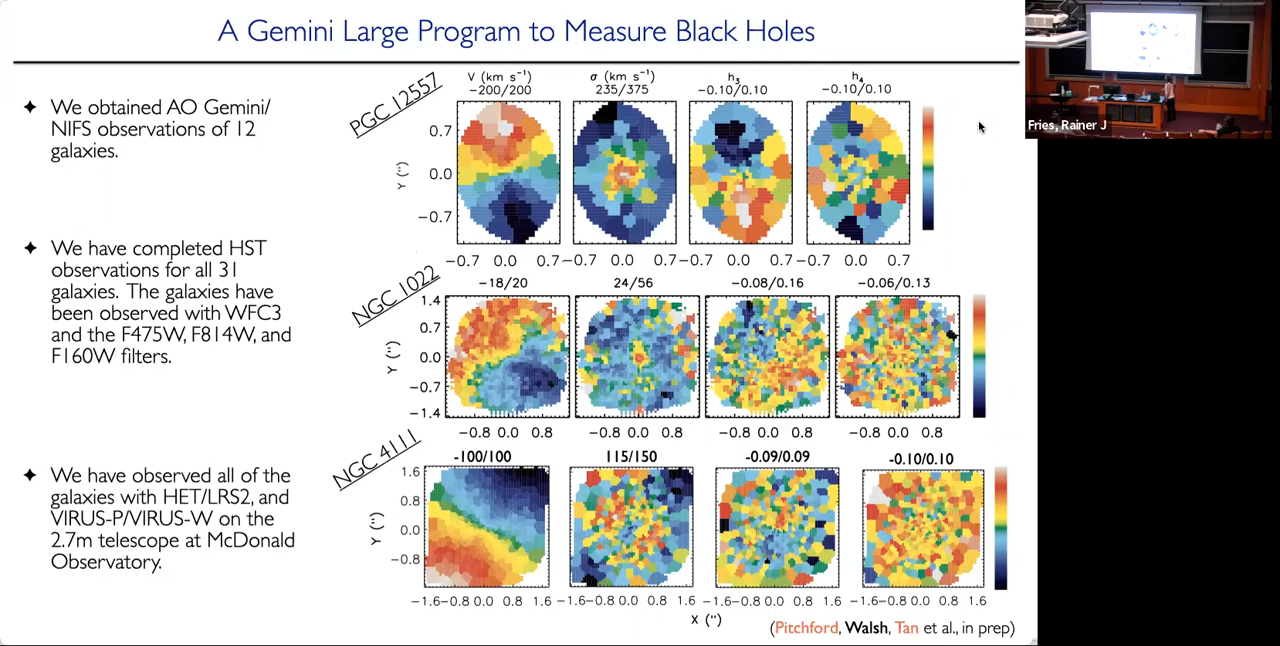 A Gemini Large Program to Measure Black Holes
✦ We obtained AO Gemini/
NIFS observations of 12
galaxies.
✦ We have completed HST
observations for all 31
galaxies. The galaxies have
been observed with WFC3
and the F475W, F814W, and
F160W filters.
✦ We have observed all of the
galaxies with HET/LRS2, and
VIRUS-P/VIRUS-W on the
2.7m telescope at McDonald
Observatory.
PGC 12557
V (km s⁻¹) σ (km s⁻¹) h₃ h₄
−200/200 235/375 −0.10/0.10 −0.10/0.10
0.7
0.0
−0.7
Y (")
−0.7 0.0 0.7 −0.7 0.0 0.7 −0.7 0.0 0.7 −0.7 0.0 0.7
NGC 1022
−18/20 24/56 −0.08/0.16 −0.06/0.13
1.4
0.7
0.0
−0.7
−1.4
Y (")
−0.8 0.0 0.8 −0.8 0.0 0.8 −0.8 0.0 0.8 −0.8 0.0 0.8
NGC 4111
-100/100 115/150 -0.09/0.09 -0.10/0.10
1.6
0.8
0.0
−0.8
Y (")
−1.6−0.8 0.0 0.8 1.6 −1.6−0.8 0.0 0.8 1.6 −1.6−0.8 0.0 0.8 1.6 −1.6−0.8 0.0 0.8 1.6
X (")
(Pitchford, Walsh, Tan et al., in prep)
Fries, Rainer J